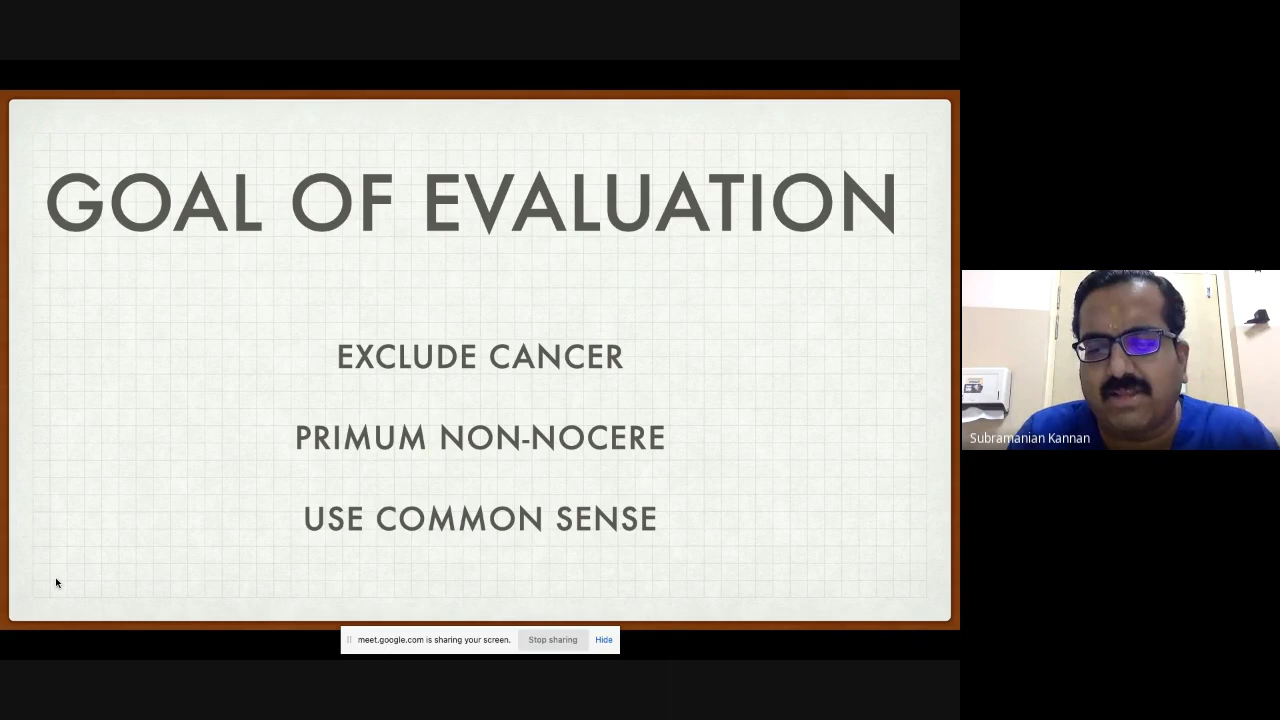 GOAL OF EVALUATION
EXCLUDE CANCER
PRIMUM NON-NOCERE
USE COMMON SENSE
Subramanian Kannan
meet.google.com is sharing your screen. Stop sharing Hide